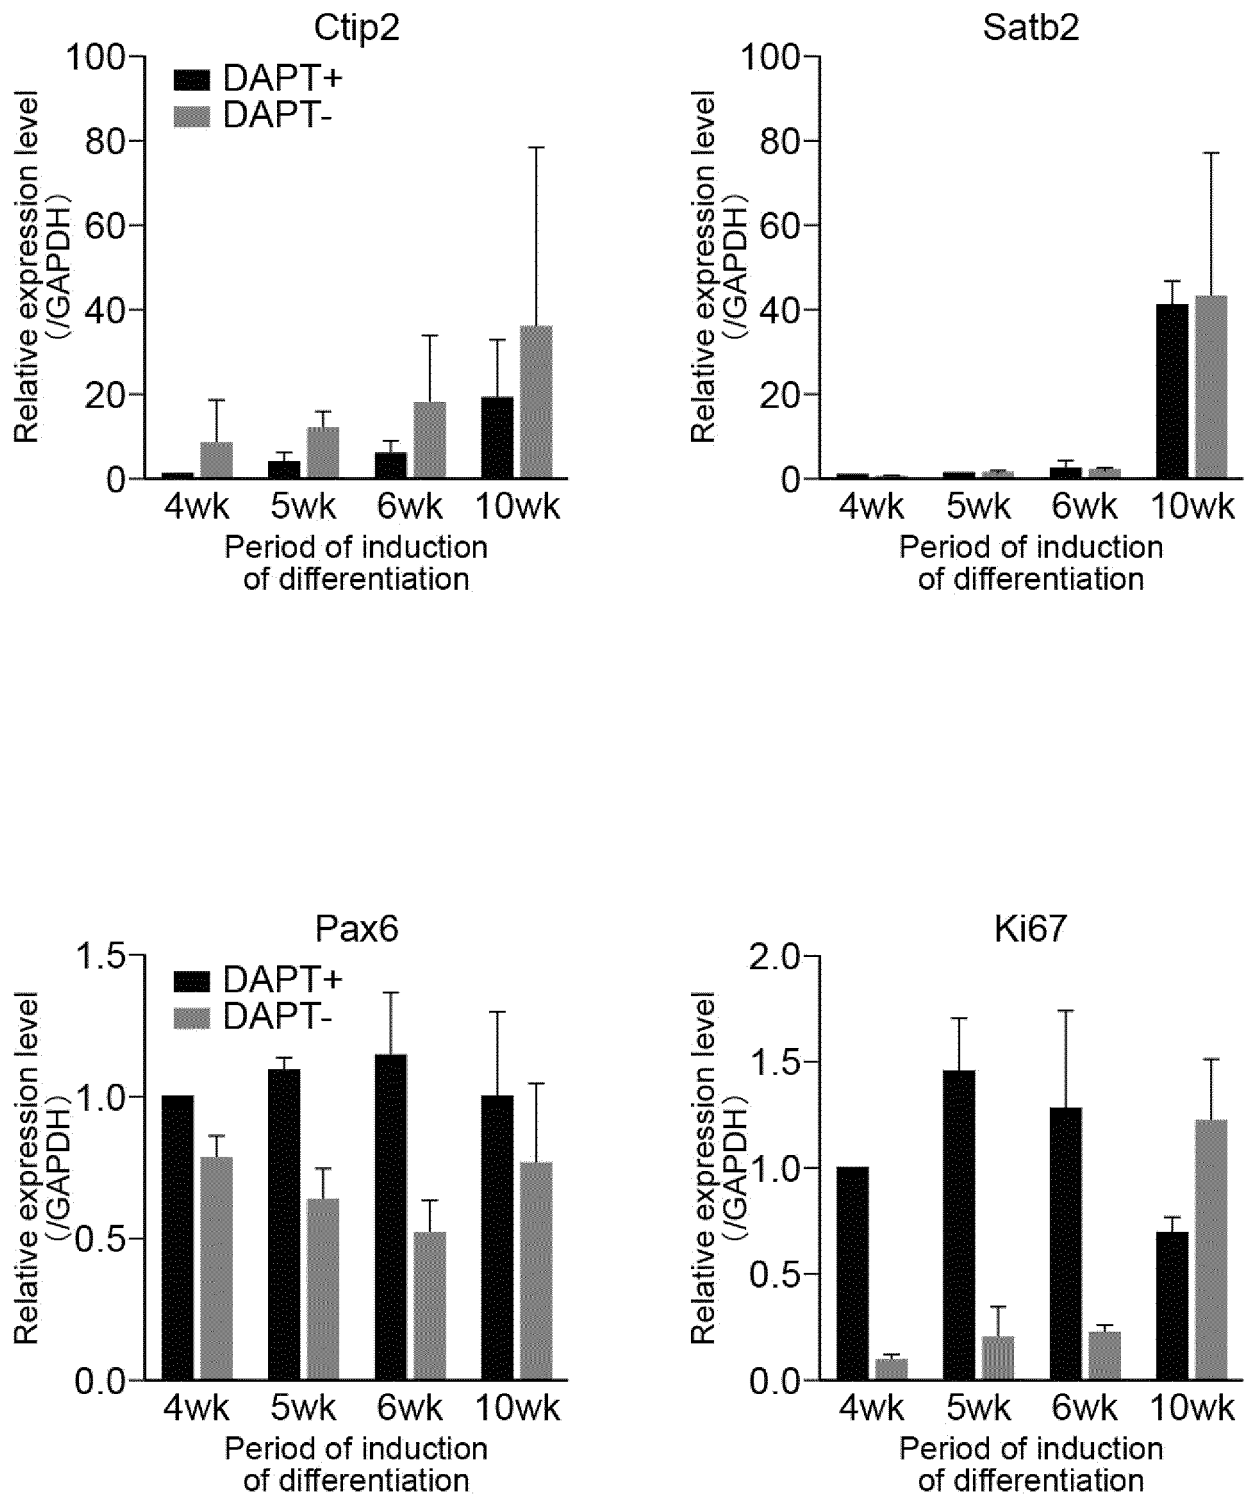 Ctip2
DAPT+
DAPT-
Relative expression level
(/GAPDH)
100
80
60
40
20
0
4wk 5wk 6wk 10wk
Period of induction
of differentiation
Satb2
Relative expression level
(/GAPDH)
100
80
60
40
20
0
4wk 5wk 6wk 10wk
Period of induction
of differentiation
Pax6
DAPT+
DAPT-
Relative expression level
(/GAPDH)
1.5
1.0
0.5
0.0
4wk 5wk 6wk 10wk
Period of induction
of differentiation
Ki67
Relative expression level
(/GAPDH)
2.0
1.5
1.0
0.5
0.0
4wk 5wk 6wk 10wk
Period of induction
of differentiation